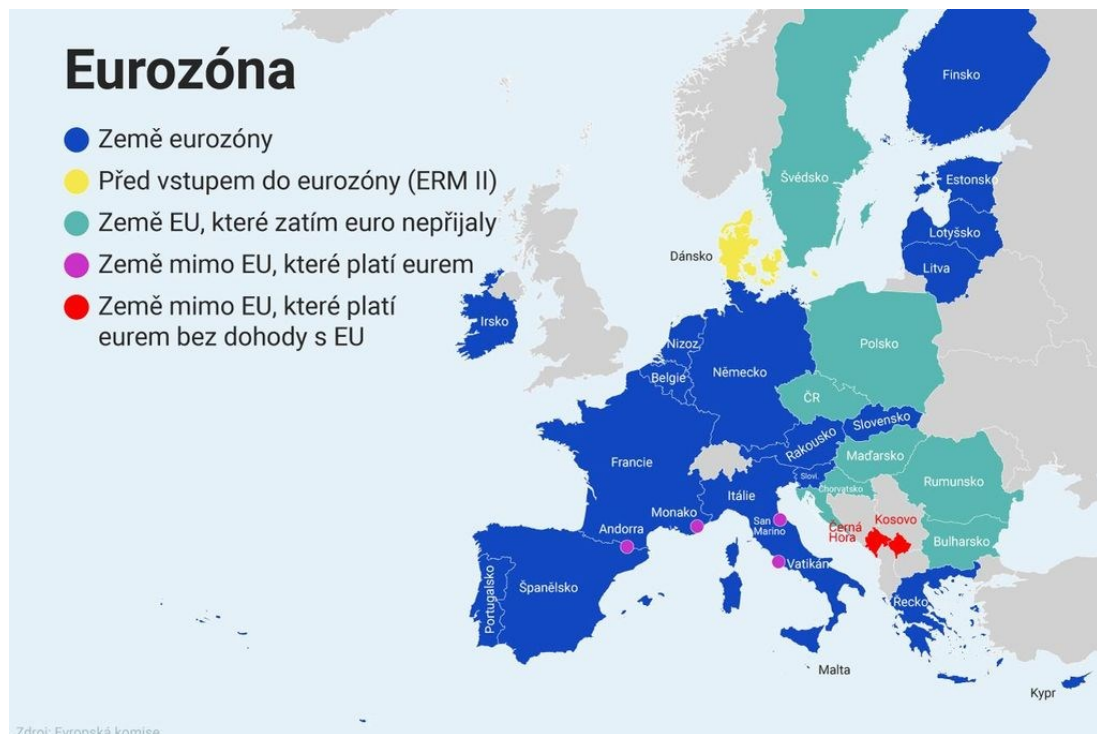 Eurozóna
Země eurozóny
Před vstupem do eurozóny (ERM II)
Země EU, které zatím euro nepřijaly
Země mimo EU, které platí eurem
Země mimo EU, které platí
eurem bez dohody s EU
Finsko
Švédsko
Estonsko
Lotyšsko
Litva
Dánsko
Irsko
Nizoz.
Belgie
Německo
Polsko
ČR
Slovensko
Rakousko
Maďarsko
Francie
Slovi.
Chorvatsko
Rumunsko
Itálie
Monako
San
Marino
Černá
Hora
Kosovo
Bulharsko
Andorra
Vatikán
Španělsko
Portugalsko
Řecko
Malta
Kypr
Zdroj: Evropská komise